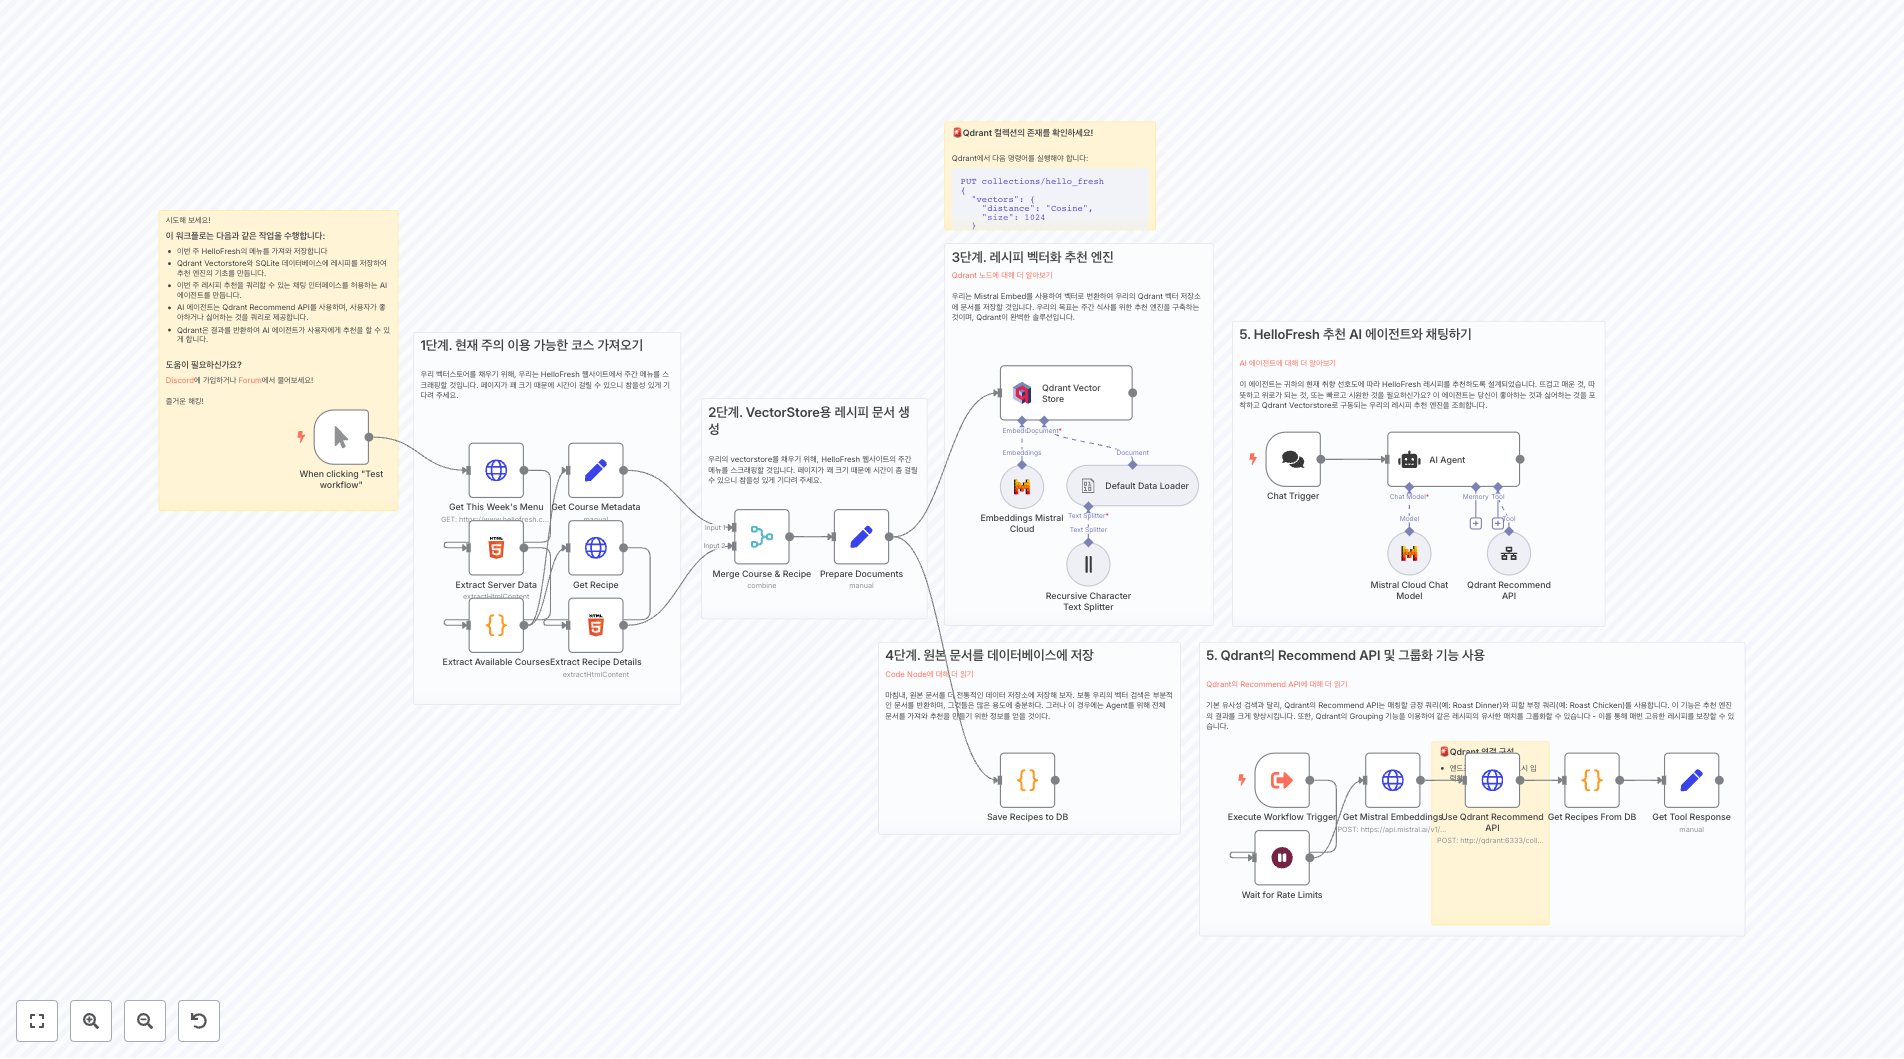 시도해 보세요!
이 워크플로는 다음과 같은 작업을 수행합니다:
이번 주 HelloFresh의 메뉴를 가져와 저장합니다
Qdrant Vectorstore와 SQLite 데이터베이스에 레시피를 저장하여
추천 엔진의 기초를 만듭니다.
이번 주 레시피 추천을 쿼리할 수 있는 채팅 인터페이스를 허용하는 AI
에이전트를 만듭니다.
AI 에이전트는 Qdrant Recommend API를 사용하며, 사용자가 좋
아하거나 싫어하는 것을 쿼리로 제공합니다.
Qdrant은 결과를 반환하여 AI 에이전트가 사용자에게 추천을 할 수 있
게 합니다.
도움이 필요하신가요?
Discord에 가입하거나 Forum에서 물어보세요!
즐거운 해킹!
When clicking "Test
workflow"
1단계. 현재 주의 이용 가능한 코스 가져오기
우리 벡터스토어를 채우기 위해, 우리는 HelloFresh 웹사이트에서 주간 메뉴를 스
크래핑할 것입니다. 페이지가 꽤 크기 때문에 시간이 걸릴 수 있으니 참을성 있게 기
다려 주세요.
Get This Week's Menu
GET: https://www.hellofresh.c...
Get Course Metadata
manual
Extract Server Data
extractHtmlContent
Get Recipe
Extract Available Courses
Extract Recipe Details
extractHtmlContent
2단계. VectorStore용 레시피 문서 생
성
우리의 vectorstore를 채우기 위해, HelloFresh 웹사이트의 주간
메뉴를 스크래핑할 것입니다. 페이지가 꽤 크기 때문에 시간이 좀 걸릴
수 있으니 참을성 있게 기다려 주세요.
Input 1
Input 2
Merge Course & Recipe
combine
Prepare Documents
manual
🚨Qdrant 컬렉션의 존재를 확인하세요!
Qdrant에서 다음 명령어를 실행해야 합니다:
PUT collections/hello_fresh
{
"vectors": {
"distance": "Cosine",
"size": 1024
}
3단계. 레시피 벡터화 추천 엔진
Qdrant 노드에 대해 더 알아보기
우리는 Mistral Embed를 사용하여 벡터로 변환하여 우리의 Qdrant 벡터 저장소
에 문서를 저장할 것입니다. 우리의 목표는 주간 식사를 위한 추천 엔진을 구축하는
것이며, Qdrant이 완벽한 솔루션입니다.
Qdrant Vector
Store
Document*
Embeddings
Document
Embeddings Mistral
Cloud
Default Data Loader
Text Splitter*
Text Splitter
Recursive Character
Text Splitter
4단계. 원본 문서를 데이터베이스에 저장
Code Node에 대해 더 읽기
마침내, 원본 문서를 더 전통적인 데이터 저장소에 저장해 보자. 보통 우리의 벡터 검색은 부분적
인 문서를 반환하며, 그것들은 많은 용도에 충분하다. 그러나 이 경우에는 Agent를 위해 전체
문서를 가져와 추천을 만들기 위한 정보를 얻을 것이다.
Save Recipes to DB
5. HelloFresh 추천 AI 에이전트와 채팅하기
AI 에이전트에 대해 더 알아보기
이 에이전트는 귀하의 현재 취향 선호도에 따라 HelloFresh 레시피를 추천하도록 설계되었습니다. 뜨겁고 매운 것, 따
뜻하고 위로가 되는 것, 또는 빠르고 시원한 것을 필요하신가요? 이 에이전트는 당신이 좋아하는 것과 싫어하는 것을 포
착하고 Qdrant Vectorstore로 구동되는 우리의 레시피 추천 엔진을 조회합니다.
Chat Trigger
AI Agent
Chat Model*
Memory
Tool
Model
Tool
Mistral Cloud Chat
Model
Qdrant Recommend
API
5. Qdrant의 Recommend API 및 그룹화 기능 사용
Qdrant의 Recommend API에 대해 더 읽기
기본 유사성 검색과 달리, Qdrant의 Recommend API는 매칭할 긍정 쿼리(예: Roast Dinner)와 피할 부정 쿼리(예: Roast Chicken)를 사용합니다. 이 기능은 추천 엔진
의 결과를 크게 향상시킵니다. 또한, Qdrant의 Grouping 기능을 이용하여 같은 레시피의 유사한 매치를 그룹화할 수 있습니다 - 이를 통해 매번 고유한 레시피를 보장할 수 있
습니다.
🚨Qdrant 연결 구성
Execute Workflow Trigger
Get Mistral Embeddings
POST: https://api.mistral.ai/v1/...
Use Qdrant Recommend
API
POST: http://qdrant:6333/coll...
Get Recipes From DB
Get Tool Response
manual
Wait for Rate Limits